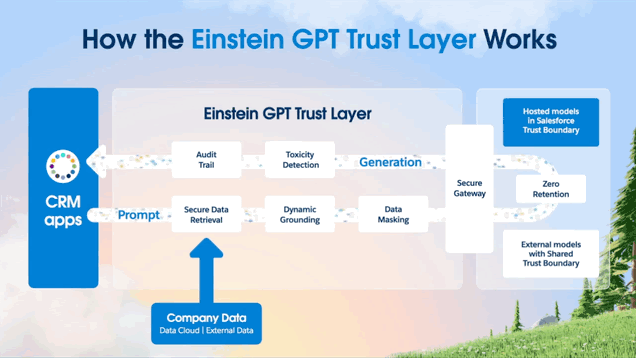 How the Einstein GPT Trust Layer Works
Einstein GPT Trust Layer
Hosted models
in Salesforce
Trust Boundary
Audit
Trail
Toxicity
Detection
Generation
CRM
apps
Secure
Gateway
Zero
Retention
Prompt
Secure Data
Retrieval
Dynamic
Grounding
Data
Masking
External models
with Shared
Trust Boundary
Company Data
Data Cloud | External Data